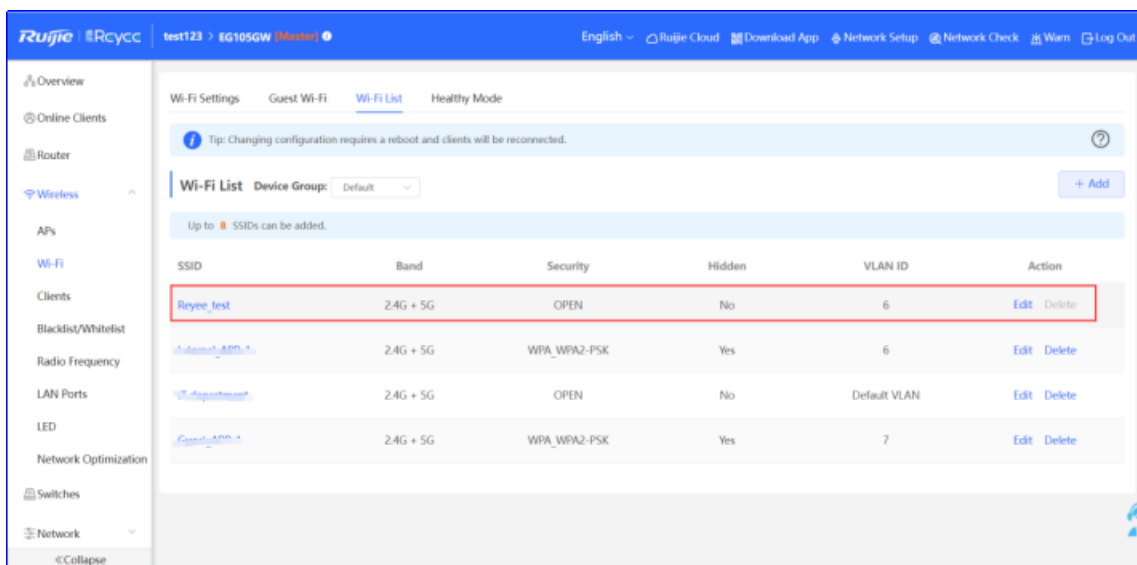 Ruijie Rcycc test123 > EG105GW [Master] English Ruijie Cloud Download App Network Setup Network Check Warn Log Out
Overview
Online Clients
Router
Wireless
APs
Wi-Fi
Clients
Blacklist/Whitelist
Radio Frequency
LAN Ports
LED
Network Optimization
Switches
Network
«Collapse
Wi-Fi Settings Guest Wi-Fi Wi-Fi List Healthy Mode
Tip: Changing configuration requires a reboot and clients will be reconnected.
Wi-Fi List Device Group: Default + Add
Up to 8 SSIDs can be added.
SSID Band Security Hidden VLAN ID Action
Reyee_test 2.4G + 5G OPEN No 6 Edit Delete
2.4G + 5G WPA_WPA2-PSK Yes 6 Edit Delete
2.4G + 5G OPEN No Default VLAN Edit Delete
2.4G + 5G WPA_WPA2-PSK Yes 7 Edit Delete